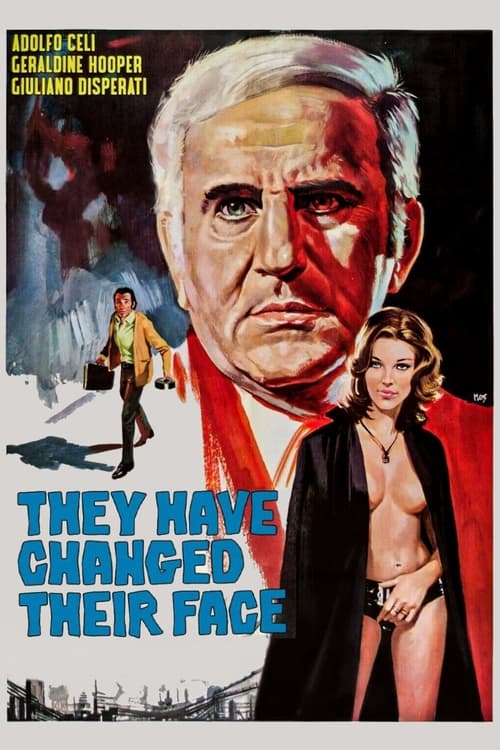 ADOLFO CELI
GERALDINE HOOPER
GIULIANO DISPERATI
THEY HAVE
CHANGED
THEIR FACE